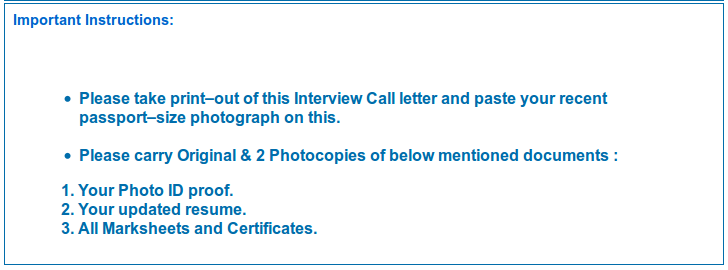 Important Instructions:
• Please take print–out of this Interview Call letter and paste your recent
passport–size photograph on this.
• Please carry Original & 2 Photocopies of below mentioned documents :
1. Your Photo ID proof.
2. Your updated resume.
3. All Marksheets and Certificates.